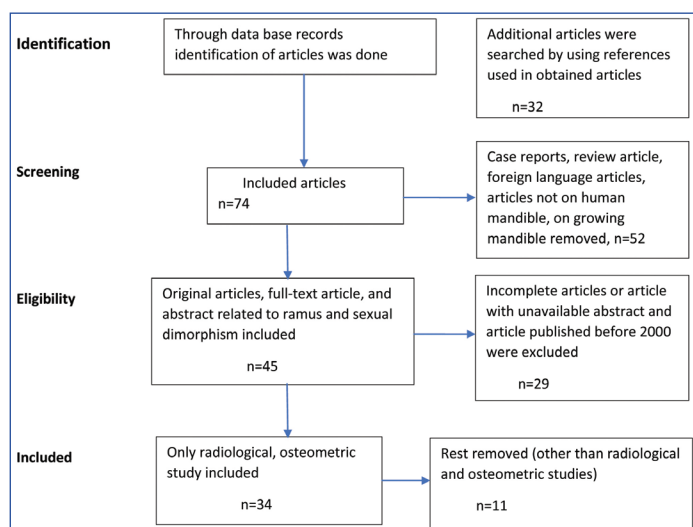 Identification
Through data base records
identification of articles was done
Additional articles were
searched by using references
used in obtained articles
n=32
Screening
Included articles
n=74
Case reports, review article,
foreign language articles,
articles not on human
mandible, on growing
mandible removed, n=52
Eligibility
Original articles, full-text article, and
abstract related to ramus and sexual
dimorphism included
n=45
Incomplete articles or article
with unavailable abstract and
article published before 2000
were excluded
n=29
Included
Only radiological, osteometric
study included
n=34
Rest removed (other than radiological
and osteometric studies)
n=11